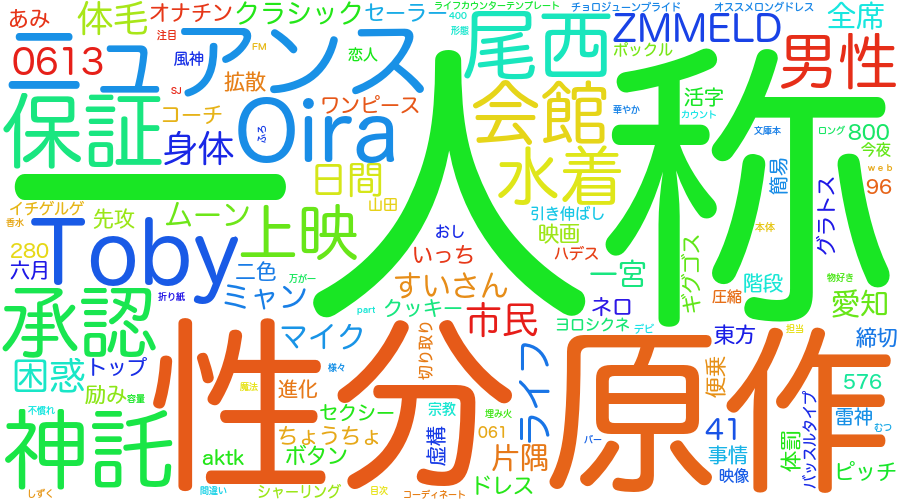 ライフカウンターテンプレート
チョロジューンプライド
オススメロングドレス
あみ
体毛
オナチン
クラシック
セーラー
400
形態
全席
ニュアンス
注目
FM
恋人
尾西
ZMMELD
男性
0613
風神
SJ
拡散
ポックル
保証
コーチ
ワンピース
会館
活字
華やか
カウント
文庫本
ロング
800
今夜
身体
Oira
ふろ
一人称
水着
簡易
web
96
日間
イチゲルゲ
香水
先攻
ムーン
山田
引き伸ばし
本体
グラトス
Toby
上映
おし
映画
280
六月
二色
万が一
いっち
ハデス
ギグゴス
物好き
折り紙
ミャン
すいさん
一宮
階段
圧縮
愛知
承認
part
クッキー
ネロ
市民
ヨロシクネ
デビ
東方
担当
締切
マイク
切り取り
ライフ
困惑
トップ
性分
原作
便乗
576
励み
容量
魔法
進化
様々
不慣れ
セクシー
宗教
埋み火
バッスルタイプ
雷神
むつ
神託
ちょうちょ
虚構
061
バー
41
体罰
aktk
ボタン
片隅
事情
映像
ピッチ
しずく
間違い
シャーリング
目次
コーディネート
ドレス